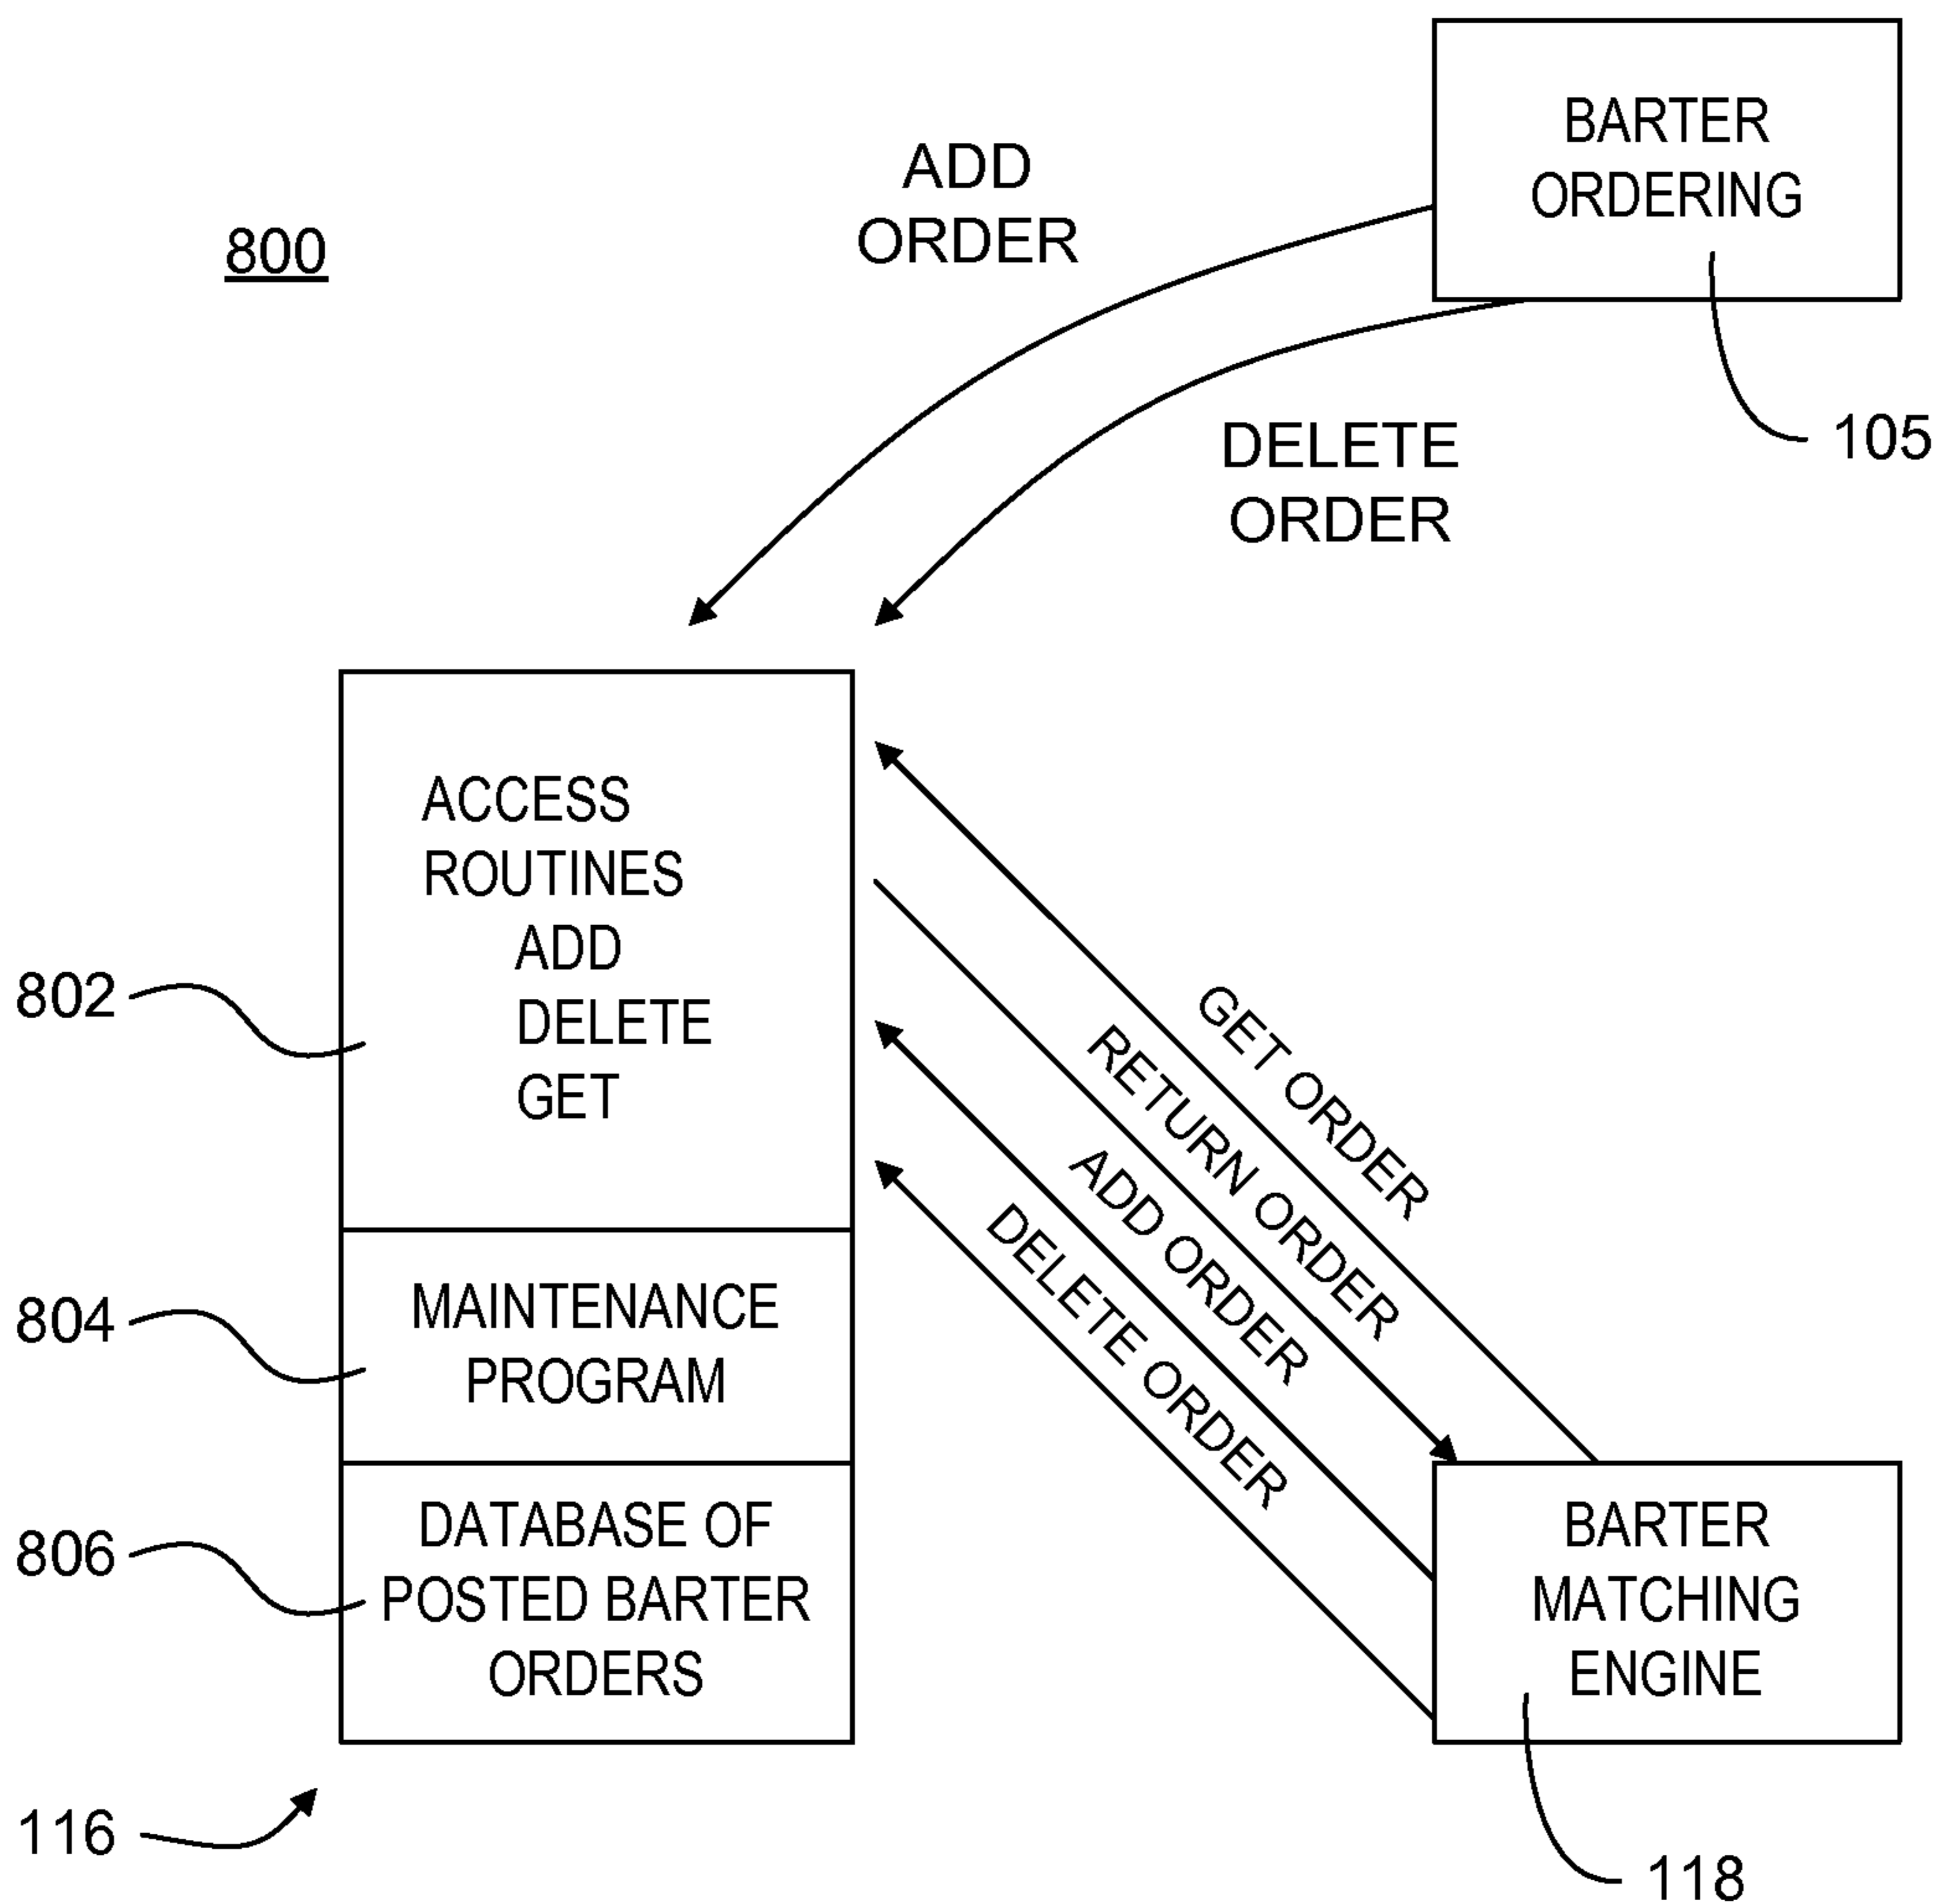 BARTER
ORDERING
ADD
ORDER
800
DELETE
ORDER
105
ACCESS
ROUTINES
ADD
DELETE
GET
802
GET ORDER
RETURN ORDER
ADD ORDER
DELETE ORDER
MAINTENANCE
PROGRAM
804
DATABASE OF
POSTED BARTER
ORDERS
806
BARTER
MATCHING
ENGINE
116
118